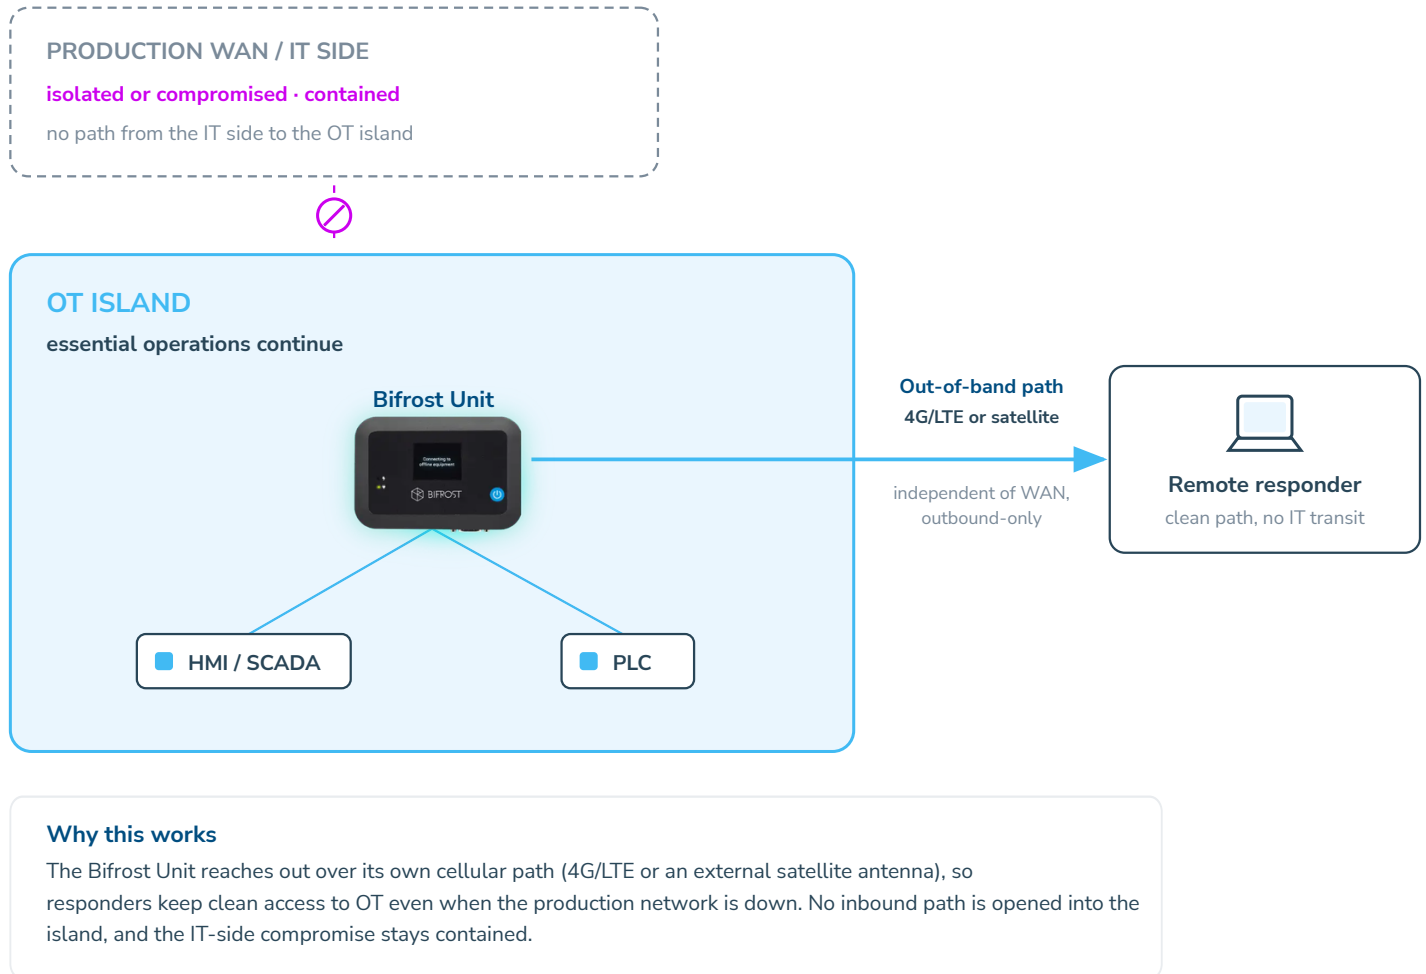 PRODUCTION WAN / IT SIDE
isolated or compromised · contained
no path from the IT side to the OT island
OT ISLAND
essential operations continue
Bifrost Unit
Connecting to
offline equipment
BIFROST
HMI / SCADA
PLC
Out-of-band path
4G/LTE or satellite
independent of WAN,
outbound-only
Remote responder
clean path, no IT transit
Why this works
The Bifrost Unit reaches out over its own cellular path (4G/LTE or an external satellite antenna), so
responders keep clean access to OT even when the production network is down. No inbound path is opened into the
island, and the IT-side compromise stays contained.